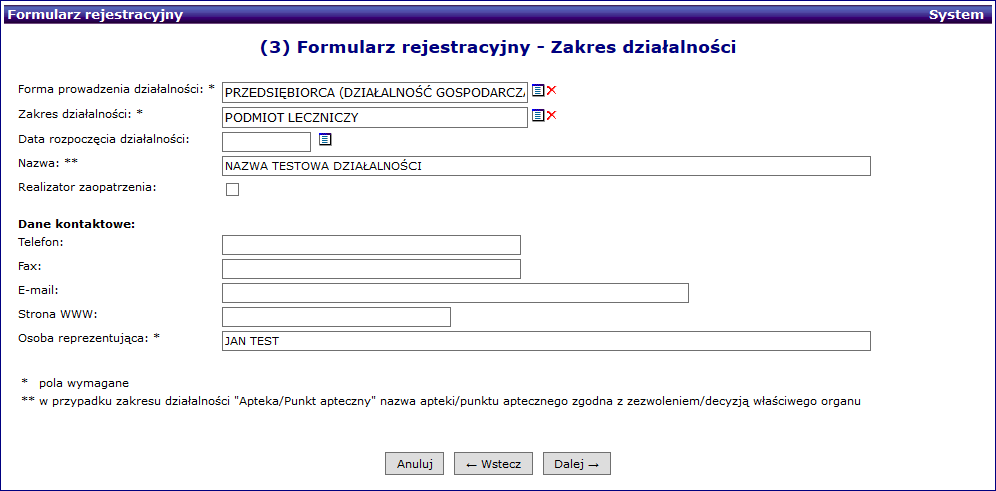 Formularz rejestracyjny System
(3) Formularz rejestracyjny - Zakres działalności
Forma prowadzenia działalności: * PRZEDSIĘBIORCA (DZIAŁALNOŚĆ GOSPODARCZA
Zakres działalności: * PODMIOT LECZNICZY
Data rozpoczęcia działalności:
Nazwa: ** NAZWA TESTOWA DZIAŁALNOŚCI
Realizator zaopatrzenia:
Dane kontaktowe:
Telefon:
Fax:
E-mail:
Strona WWW:
Osoba reprezentująca: * JAN TEST
* pola wymagane
** w przypadku zakresu działalności "Apteka/Punkt apteczny" nazwa apteki/punktu aptecznego zgodna z zezwoleniem/decyzją właściwego organu
Anuluj ← Wstecz Dalej →